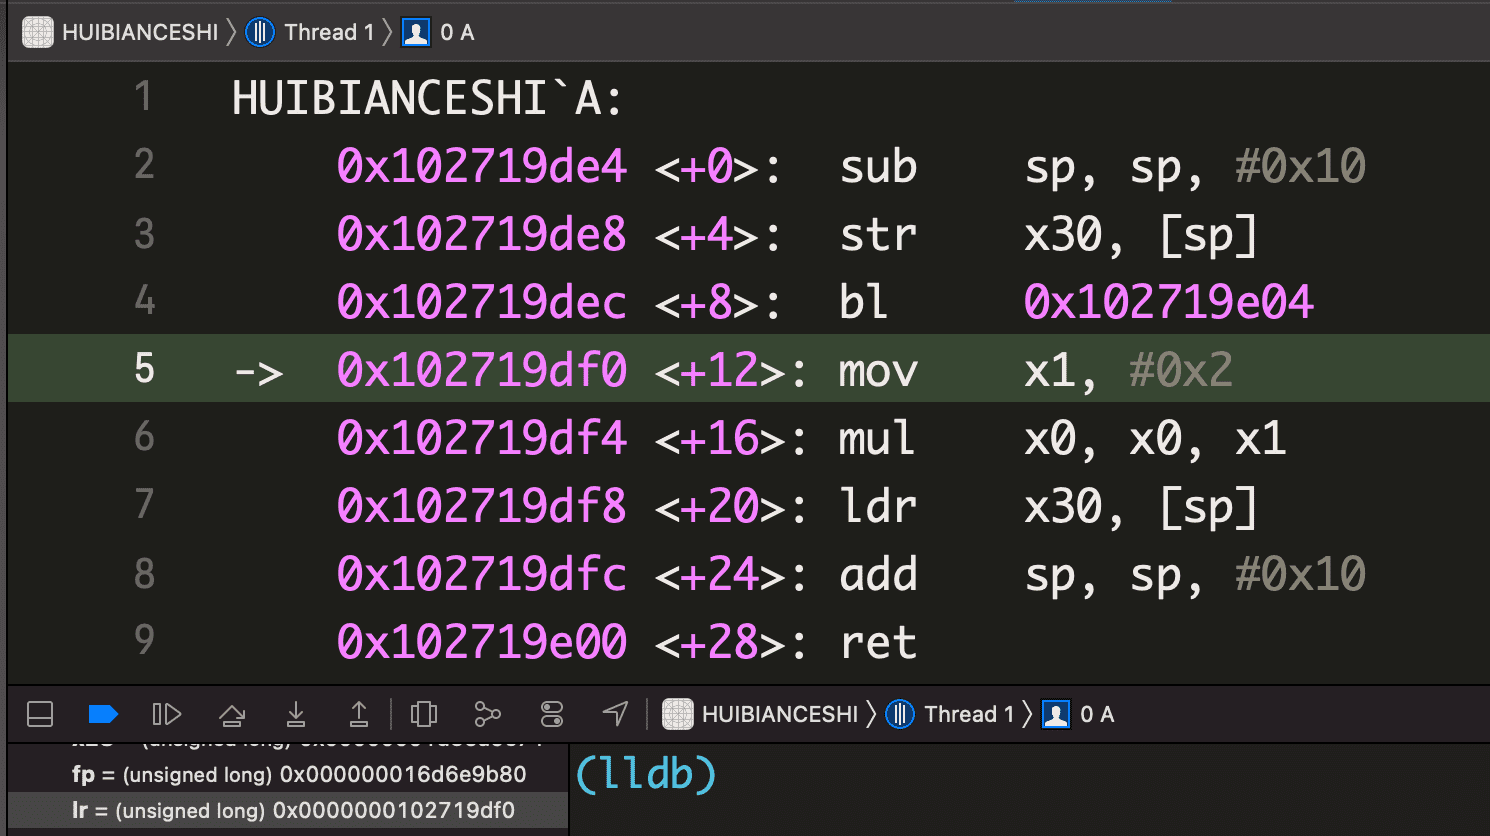 HUIBIANCESHI 〉 Thread 1 〉 0 A
1 HUIBIANCESHI`A:
2 0x102719de4 <+0>: sub sp, sp, #0x10
3 0x102719de8 <+4>: str x30, [sp]
4 0x102719dec <+8>: bl 0x102719e04
5 -> 0x102719df0 <+12>: mov x1, #0x2
6 0x102719df4 <+16>: mul x0, x0, x1
7 0x102719df8 <+20>: ldr x30, [sp]
8 0x102719dfc <+24>: add sp, sp, #0x10
9 0x102719e00 <+28>: ret
HUIBIANCESHI 〉 Thread 1 〉 0 A
= (unsigned long)
fp = (unsigned long) 0x000000016d6e9b80
lr = (unsigned long) 0x0000000102719df0
(lldb)